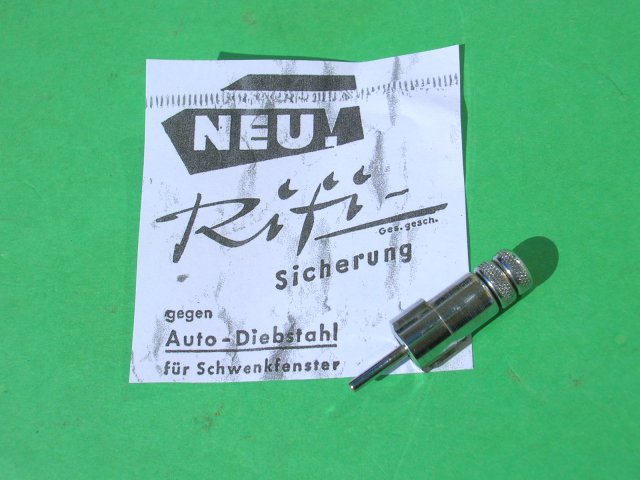 NEU!
Rifi-
Ges. gesch.
Sicherung
gegen
Auto-Diebstahl
für Schwenkfenster